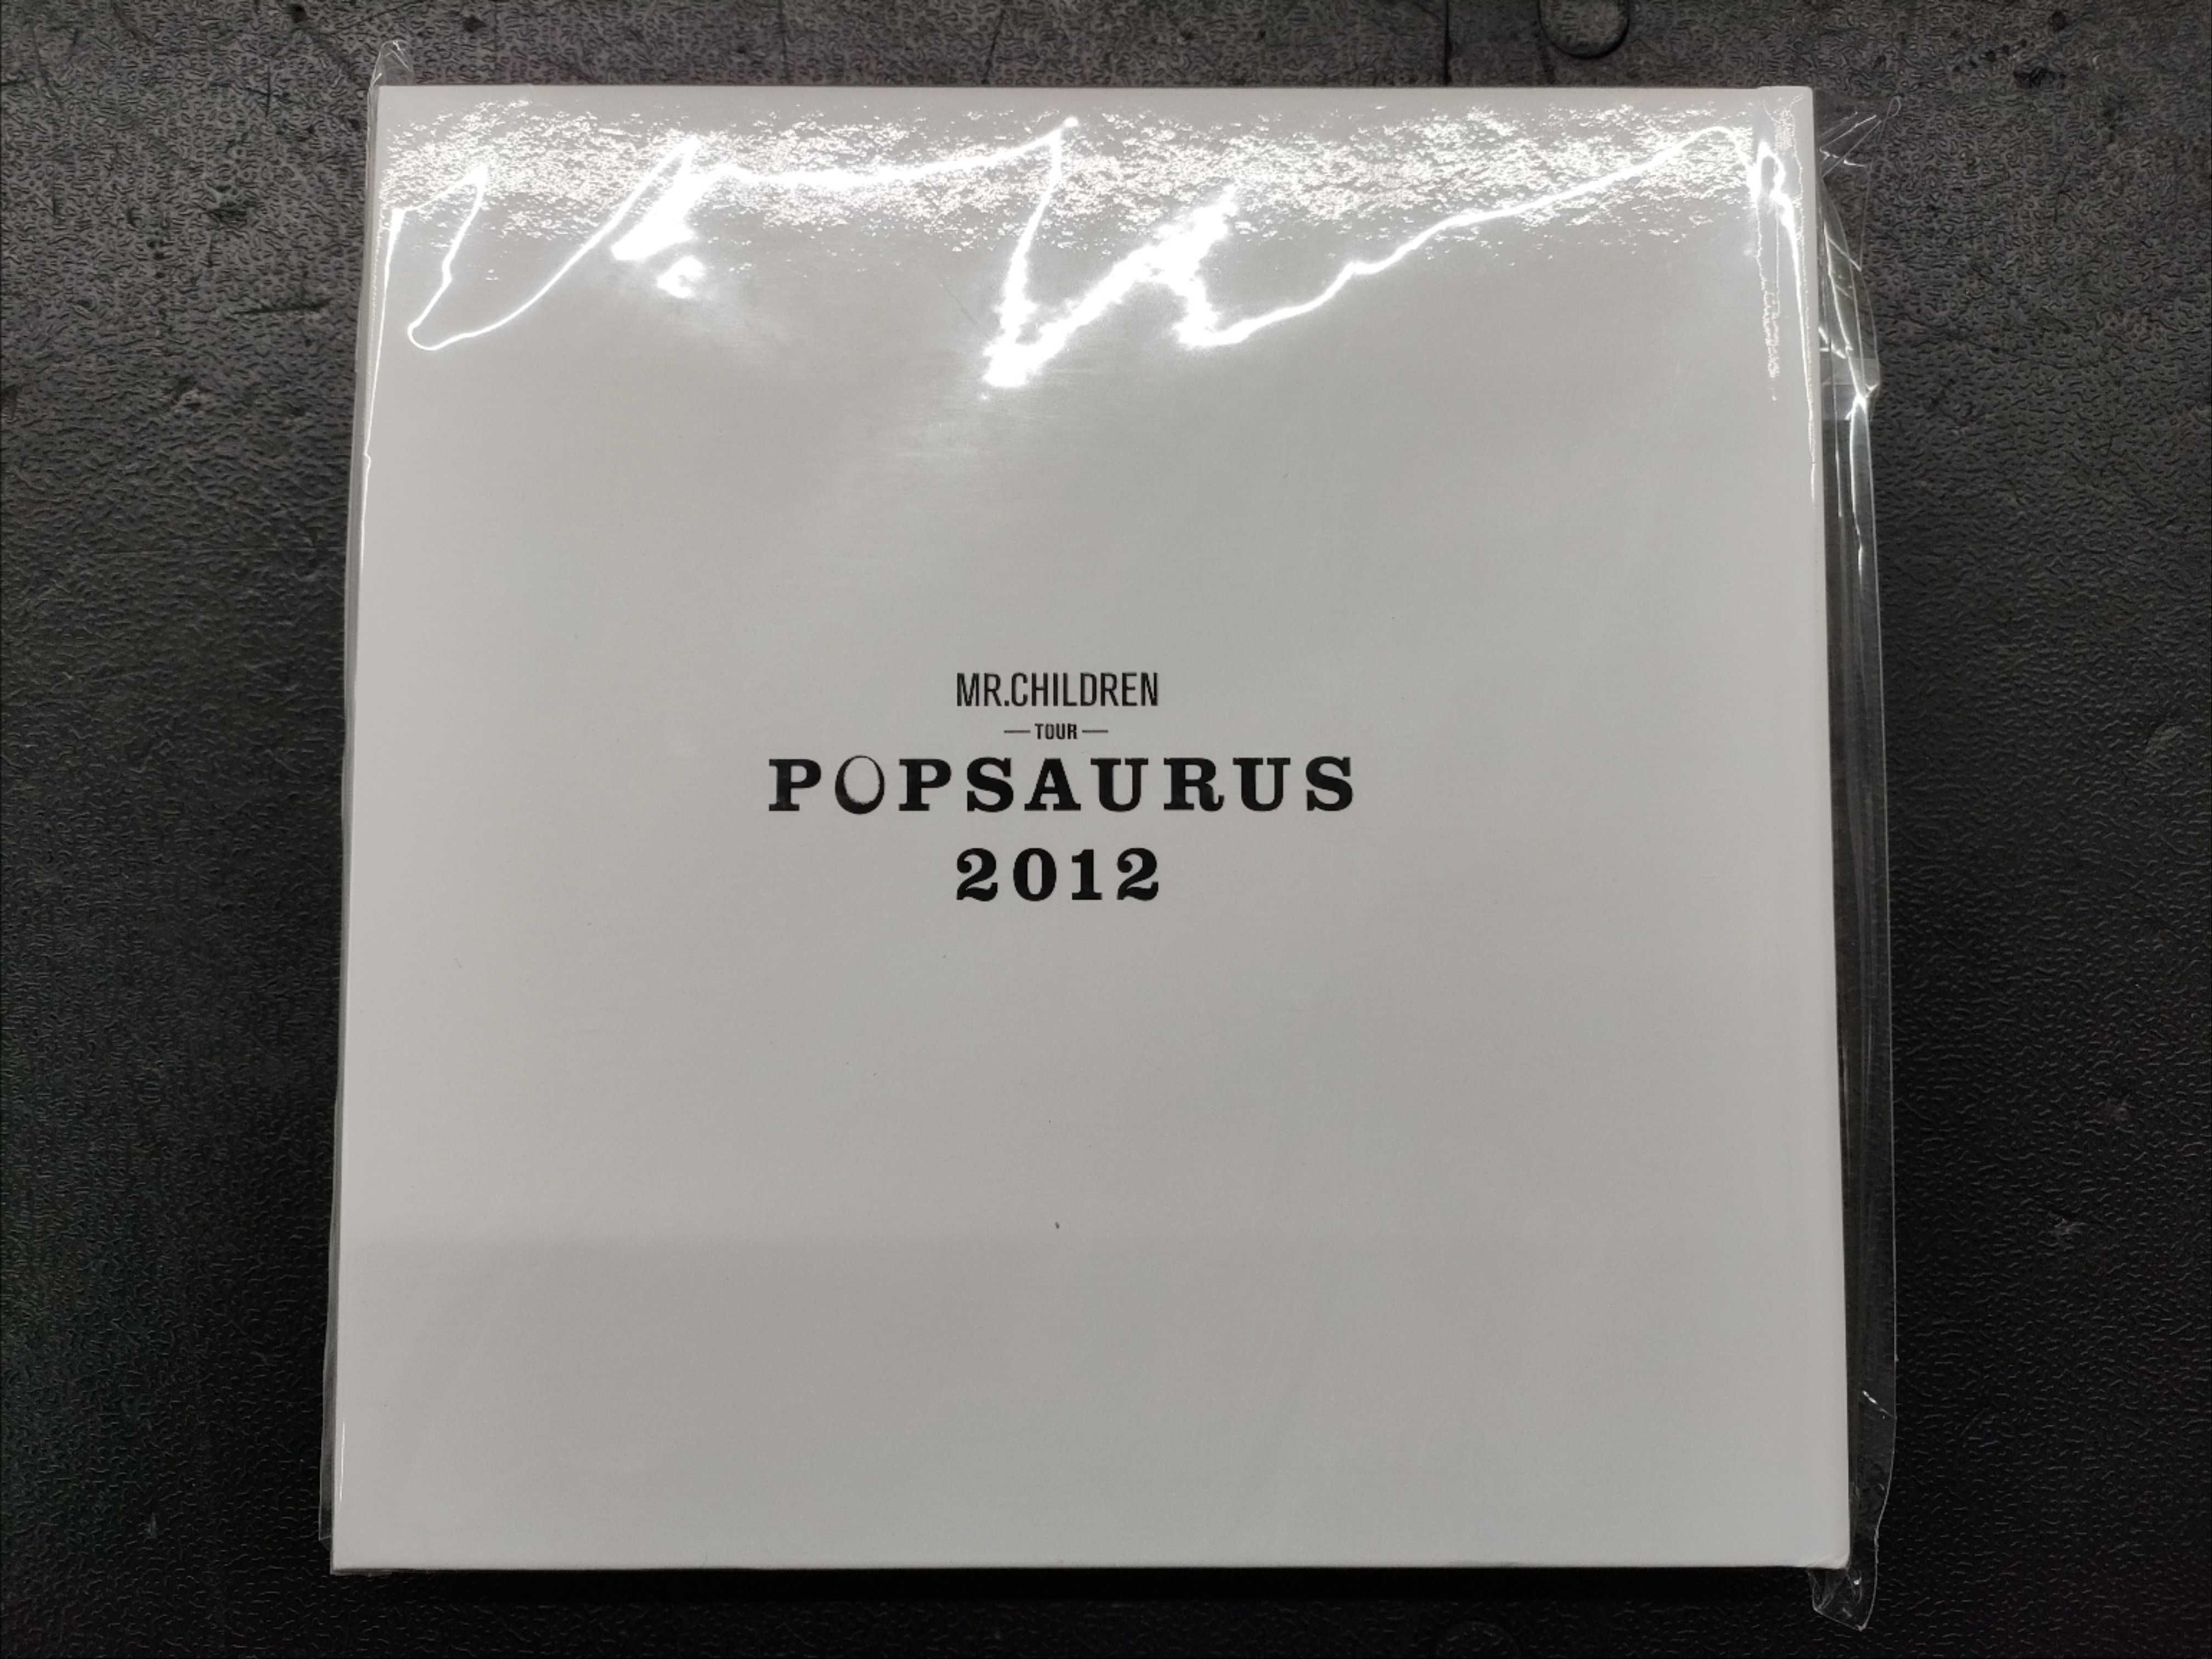 MR.CHILDREN
— TOUR —
POPSAURUS
2012